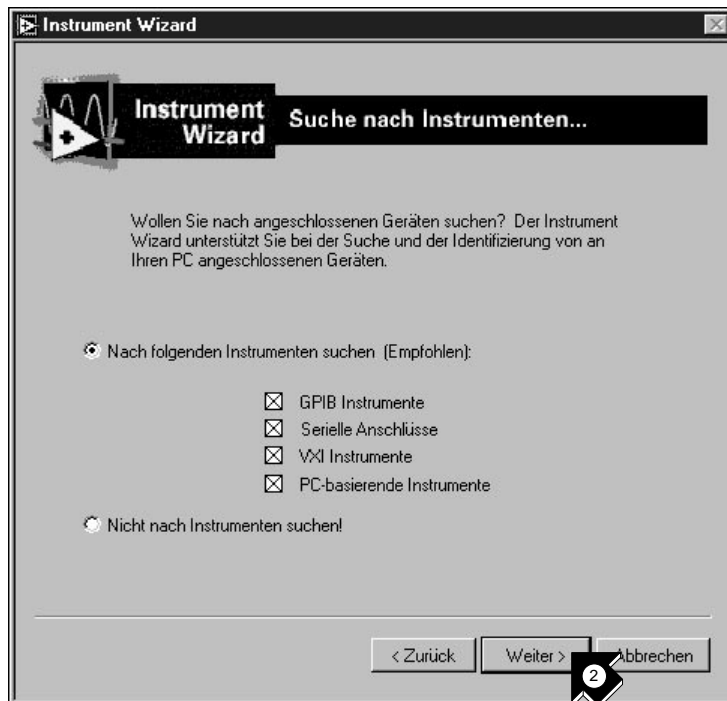 Instrument Wizard
Instrument
Wizard
Suche nach Instrumenten...
Wollen Sie nach angeschlossenen Geräten suchen? Der Instrument
Wizard unterstützt Sie bei der Suche und der Identifizierung von an
Ihren PC angeschlossenen Geräten.
Nach folgenden Instrumenten suchen (Empfohlen):
GPIB Instrumente
Serielle Anschlüsse
VXI Instrumente
PC-basierende Instrumente
Nicht nach Instrumenten suchen!
< Zurück
Weiter >
Abbrechen
2